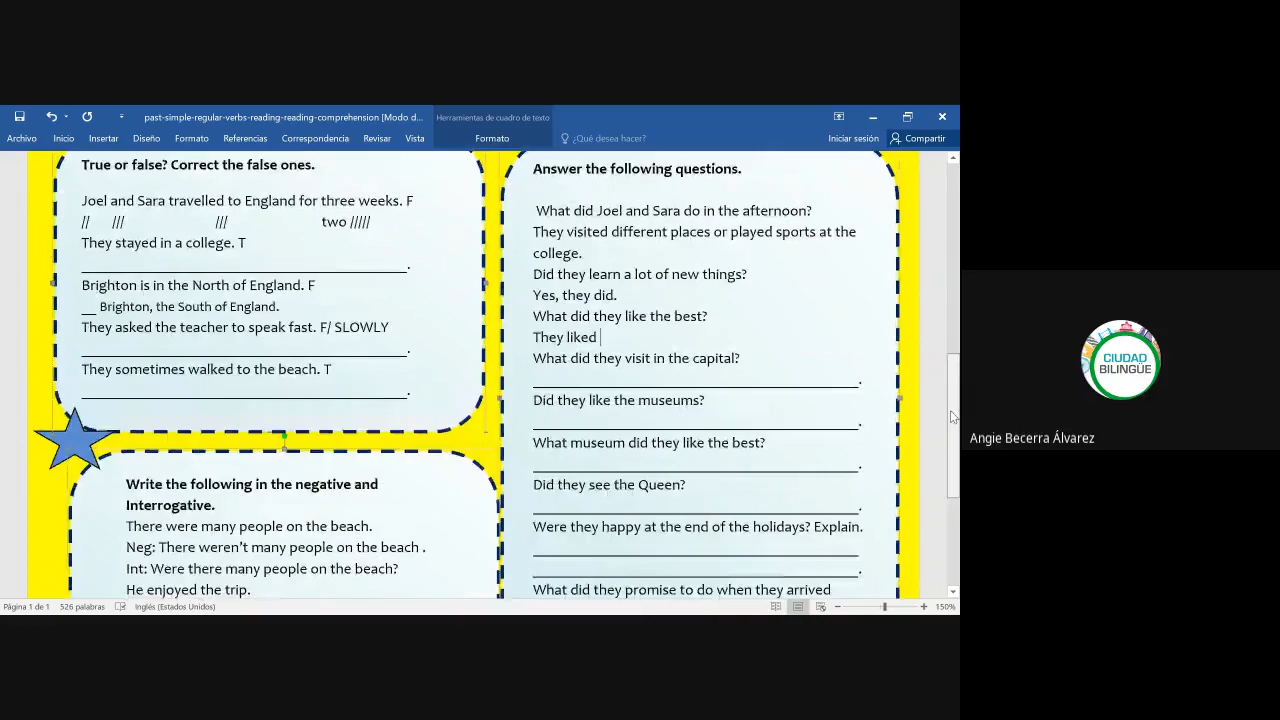 past-simple-regular-verbs-reading-reading-comprehension [Modo d...
Herramientas de cuadro de texto
Archivo Inicio Insertar Diseño Formato Referencias Correspondencia Revisar Vista Formato ¿Qué desea hacer? Iniciar sesión Compartir
True or false? Correct the false ones.
Joel and Sara travelled to England for three weeks. F
// /// /// two /////
They stayed in a college. T
_______________.
Brighton is in the North of England. F
__ Brighton, the South of England.
They asked the teacher to speak fast. F/ SLOWLY
_______________.
They sometimes walked to the beach. T
_______________.
Write the following in the negative and
Interrogative.
There were many people on the beach.
Neg: There weren't many people on the beach .
Int: Were there many people on the beach?
He enjoyed the trip.
Answer the following questions.
What did Joel and Sara do in the afternoon?
They visited different places or played sports at the
college.
Did they learn a lot of new things?
Yes, they did.
What did they like the best?
They liked
What did they visit in the capital?
_______________.
Did they like the museums?
_______________.
What museum did they like the best?
_______________.
Did they see the Queen?
_______________.
Were they happy at the end of the holidays? Explain.
_______________
_______________.
What did they promise to do when they arrived
Página 1 de 1 526 palabras Inglés (Estados Unidos) 150%
CIUDAD
BILINGÜE
Angie Becerra Álvarez